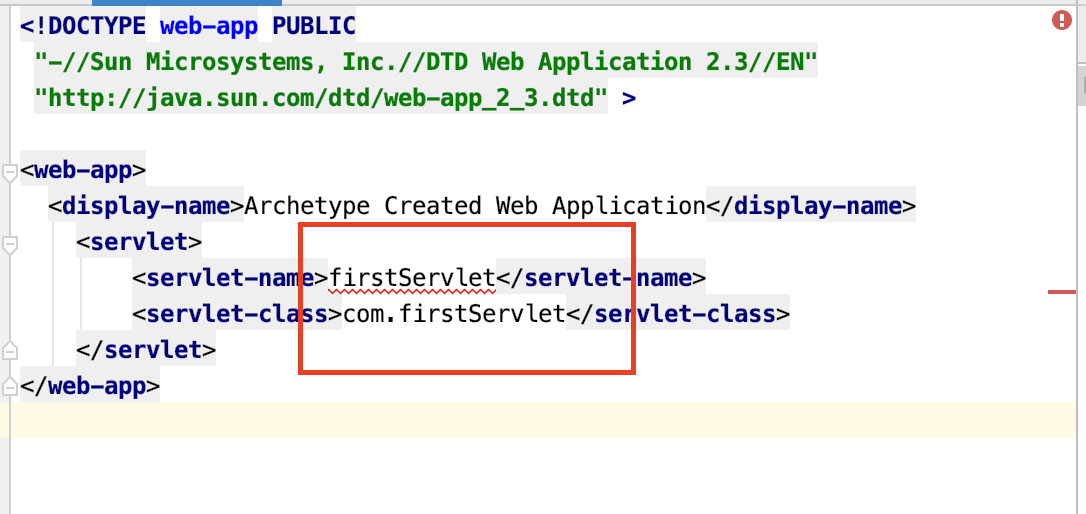 <!DOCTYPE web-app PUBLIC
"-//Sun Microsystems, Inc.//DTD Web Application 2.3//EN"
"http://java.sun.com/dtd/web-app_2_3.dtd" >
<web-app>
<display-name>Archetype Created Web Application</display-name>
<servlet>
<servlet-name>firstServlet</servlet-name>
<servlet-class>com.firstServlet</servlet-class>
</servlet>
</web-app>